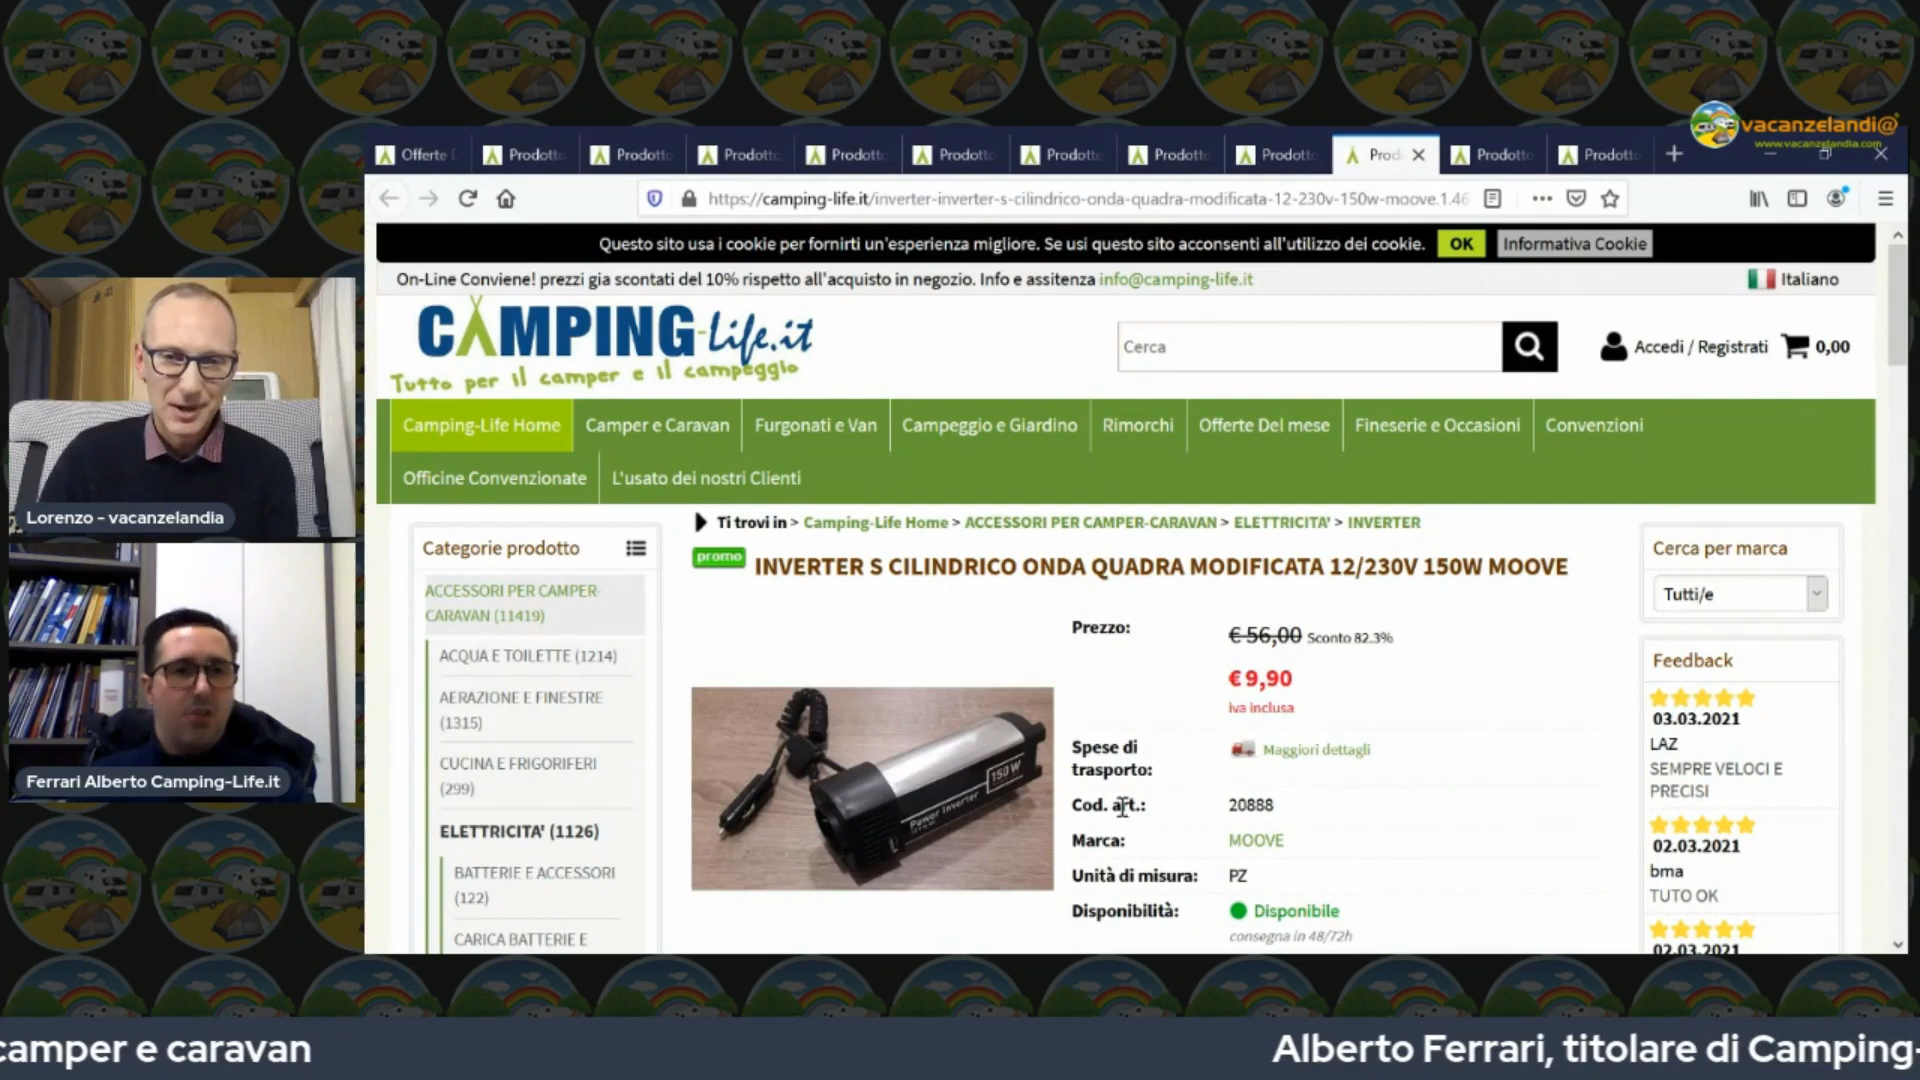 vacanzelandi@
www.vacanzelandia.com
Offerte
Prodotto
Prodotto
Prodotto
Prodotto
Prodotto
Prodotto
Prodotto
Prodotto
Prod
Prodotto
Prodotto
https://camping-life.it/inverter-inverter-s-cilindrico-onda-quadra-modificata-12-230v-150w-moove.1.46
Questo sito usa i cookie per fornirti un'esperienza migliore. Se usi questo sito acconsenti all'utilizzo dei cookie. OK Informativa Cookie
On-Line Conviene! prezzi gia scontati del 10% rispetto all'acquisto in negozio. Info e assitenza info@camping-life.it
Italiano
CAMPING-Life.it
Tutto per il camper e il campeggio
Cerca
Accedi / Registrati
0,00
Camping-Life Home
Camper e Caravan
Furgonati e Van
Campeggio e Giardino
Rimorchi
Offerte Del mese
Fineserie e Occasioni
Convenzioni
Officine Convenzionate
L'usato dei nostri Clienti
Lorenzo - vacanzelandia
Ferrari Alberto Camping-Life.it
Categorie prodotto
ACCESSORI PER CAMPER-
CARAVAN (11419)
ACQUA E TOILETTE (1214)
AERAZIONE E FINESTRE
(1315)
CUCINA E FRIGORIFERI
(299)
ELETTRICITA' (1126)
BATTERIE E ACCESSORI
(122)
CARICA BATTERIE E
Ti trovi in > Camping-Life Home > ACCESSORI PER CAMPER-CARAVAN > ELETTRICITA' > INVERTER
promo
INVERTER S CILINDRICO ONDA QUADRA MODIFICATA 12/230V 150W MOOVE
150 W
Power Inverter
Prezzo:
€ 56,00 Sconto 82.3%
€ 9,90
iva inclusa
Spese di
trasporto:
Maggiori dettagli
Cod. art.:
20888
Marca:
MOOVE
Unità di misura:
PZ
Disponibilità:
Disponibile
consegna in 48/72h
Cerca per marca
Tutti/e
Feedback
03.03.2021
LAZ
SEMPRE VELOCI E
PRECISI
02.03.2021
bma
TUTO OK
02.03.2021
camper e caravan
Alberto Ferrari, titolare di Camping-